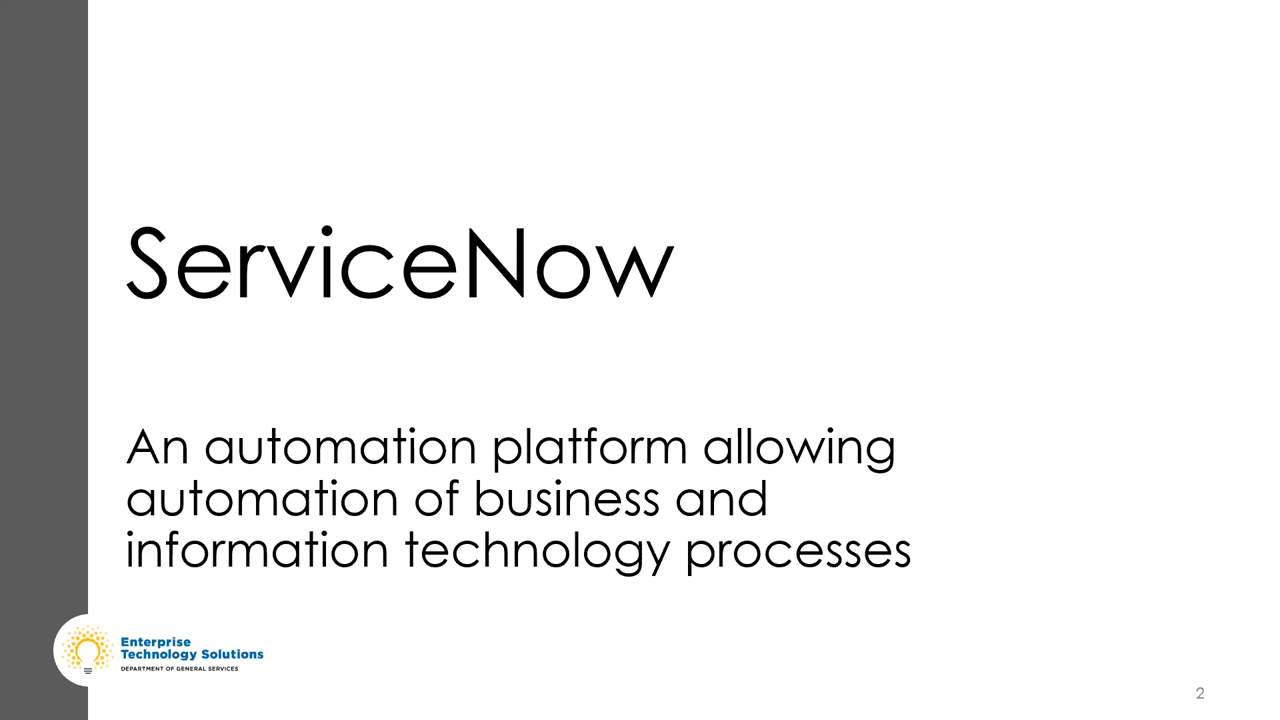 ServiceNow
An automation platform allowing
automation of business and
information technology processes
Enterprise
Technology Solutions
DEPARTMENT OF GENERAL SERVICES
2